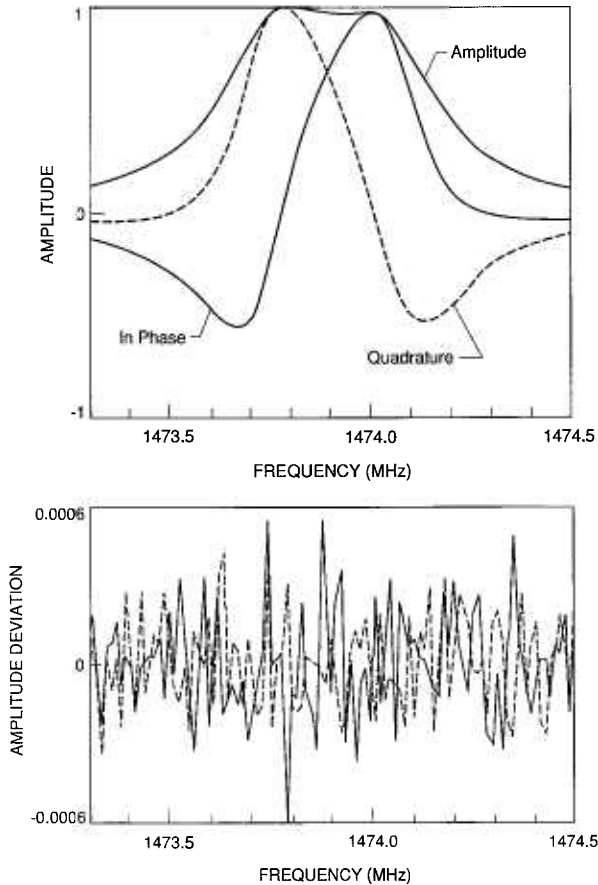 1
Amplitude
AMPLITUDE
0
In Phase
Quadrature
-1
1473.5
1474.0
1474.5
FREQUENCY (MHz)
0.0006
AMPLITUDE DEVIATION
0
-0.0006
1473.5
1474.0
1474.5
FREQUENCY (MHz)